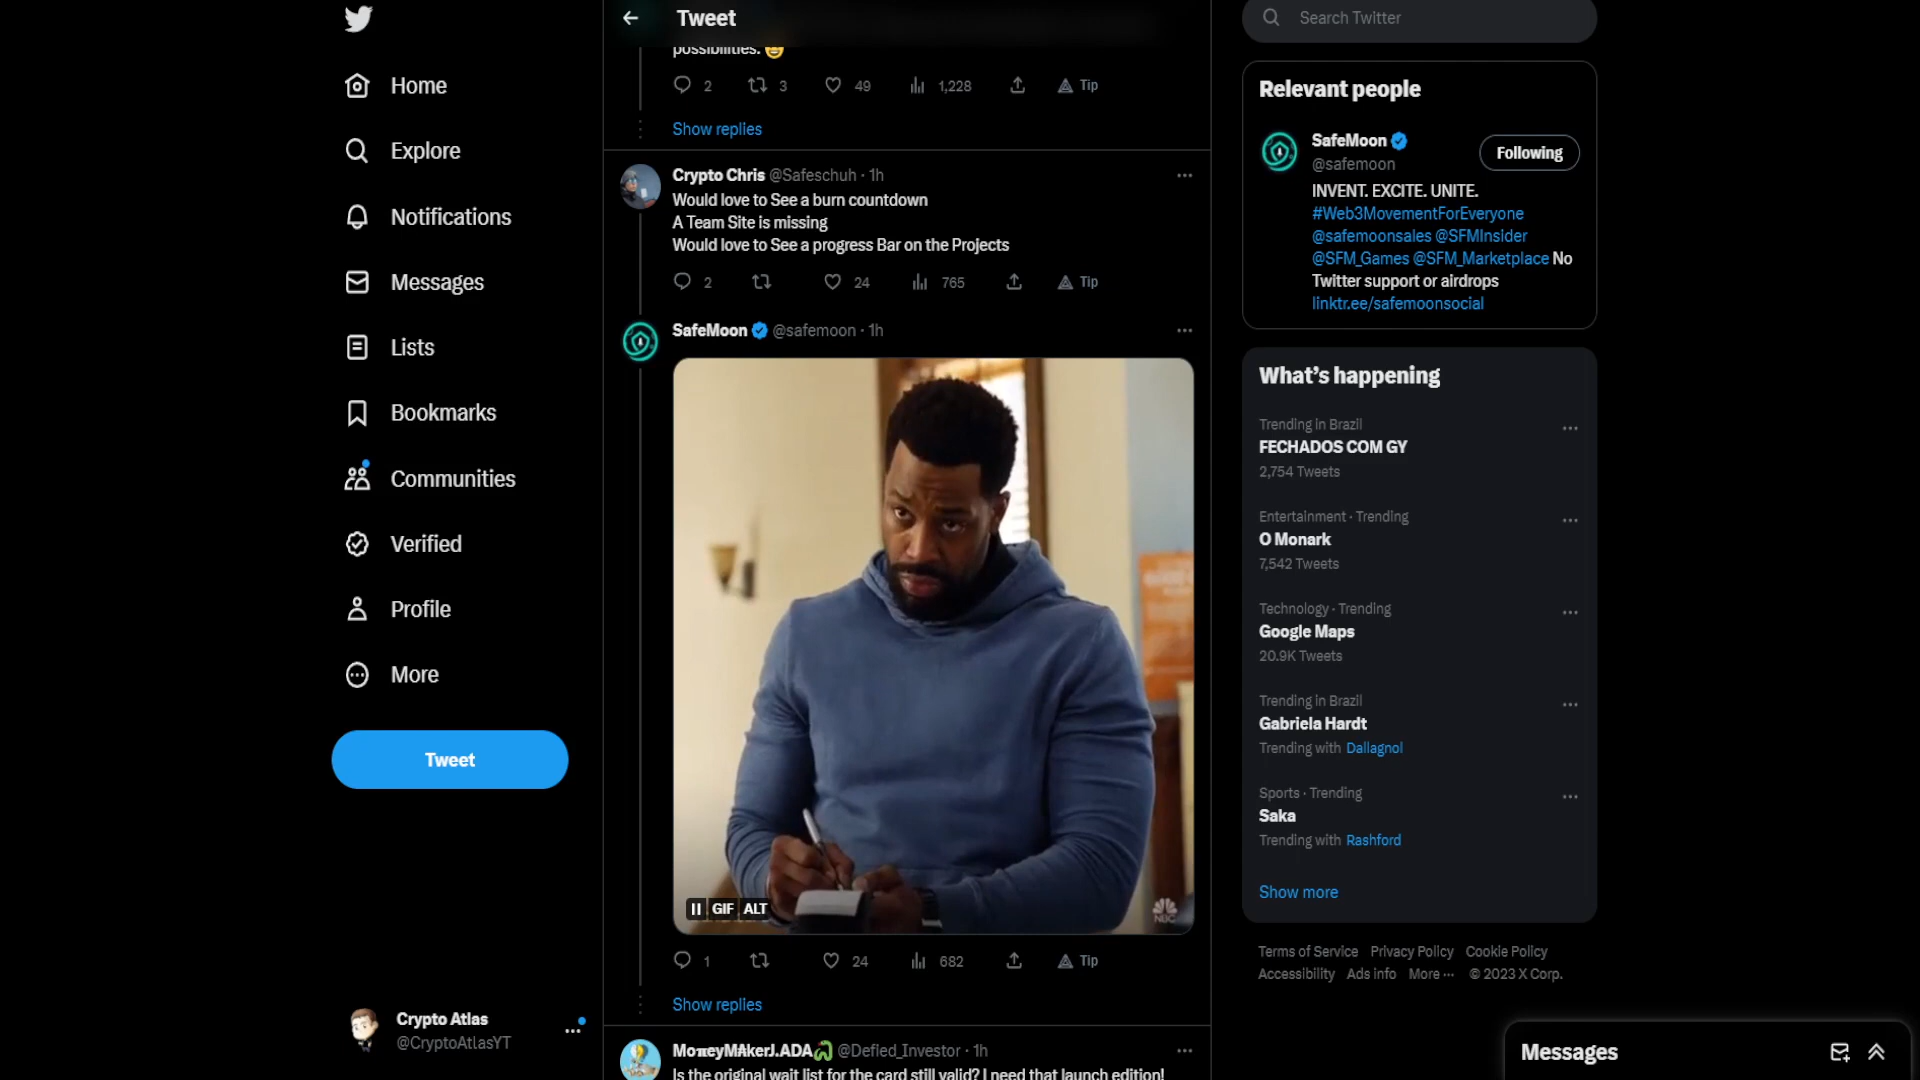 Home
Explore
Notifications
Messages
Lists
Bookmarks
Communities
Verified
Profile
More
Tweet
Crypto Atlas
@CryptoAtlasYT
Tweet
possibilities. 😄
2 3 49 1,228 Tip
Show replies
Crypto Chris @Safeschuh · 1h
Would love to See a burn countdown
A Team Site is missing
Would love to See a progress Bar on the Projects
2 24 765 Tip
SafeMoon @safemoon · 1h
GIF ALT
NBC
1 24 682 Tip
Show replies
MoneyMAkerJ.ADA @Defied_Investor · 1h
Is the original wait list for the card still valid? I need that launch edition!
Search Twitter
Relevant people
SafeMoon
@safemoon
Following
INVENT. EXCITE. UNITE.
#Web3MovementForEveryone
@safemoonsales @SFMInsider
@SFM_Games @SFM_Marketplace No
Twitter support or airdrops
linktr.ee/safemoonsocial
What's happening
Trending in Brazil
FECHADOS COM GY
2,754 Tweets
Entertainment · Trending
O Monark
7,542 Tweets
Technology · Trending
Google Maps
20.9K Tweets
Trending in Brazil
Gabriela Hardt
Trending with Dallagnol
Sports · Trending
Saka
Trending with Rashford
Show more
Terms of Service Privacy Policy Cookie Policy
Accessibility Ads info More ··· © 2023 X Corp.
Messages